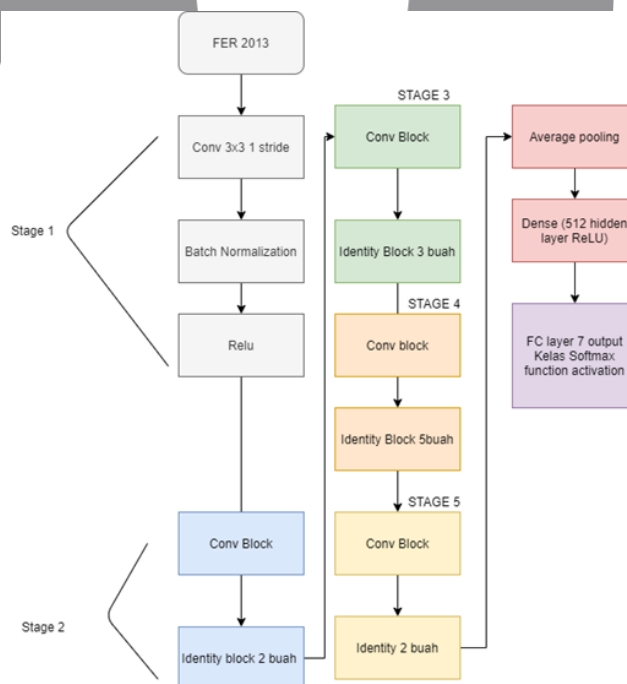 FER 2013
Stage 1
Conv 3x3 1 stride
Batch Normalization
Relu
Stage 2
Conv Block
Identity block 2 buah
STAGE 3
Conv Block
Identity Block 3 buah
STAGE 4
Conv block
Identity Block 5buah
STAGE 5
Conv Block
Identity 2 buah
Average pooling
Dense (512 hidden
layer ReLU)
FC layer 7 output
Kelas Softmax
function activation